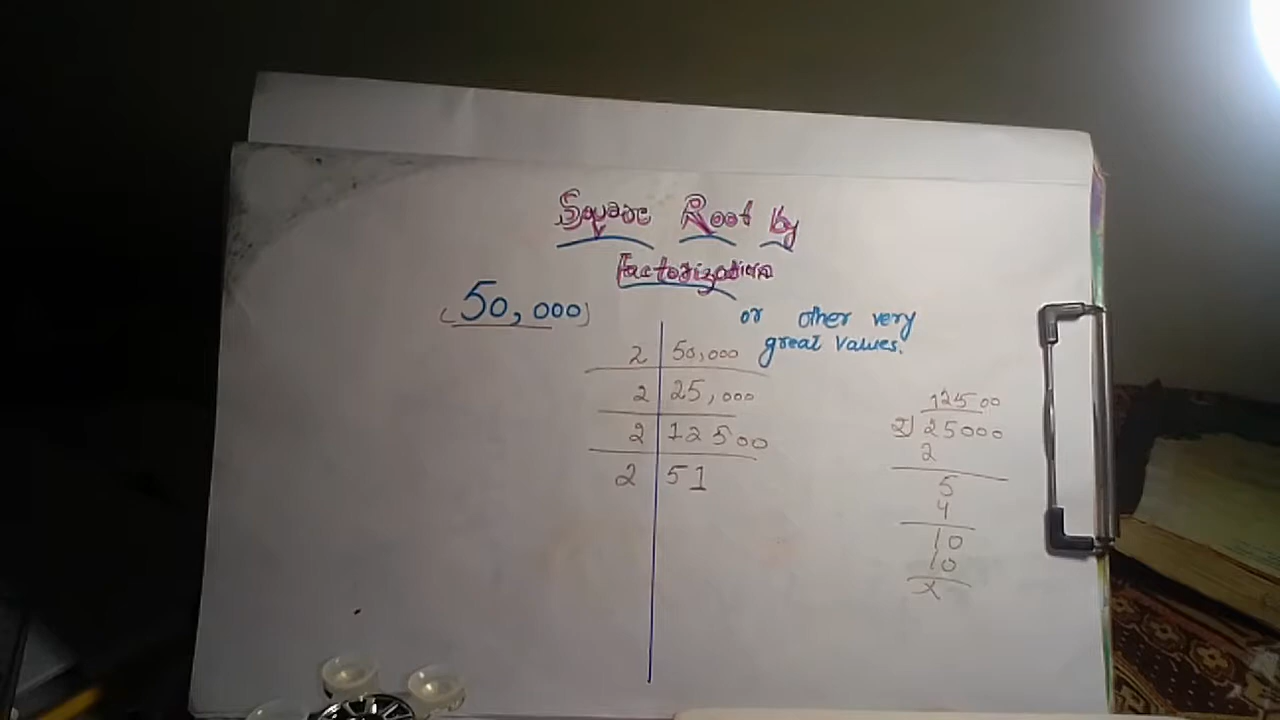 Square Root by
Factorization
(50,000)
or other very
great values.
2 | 50,000
2 | 25,000
2 | 12500
2 | 51
12500
2) 25000
2
5
4
10
10
x